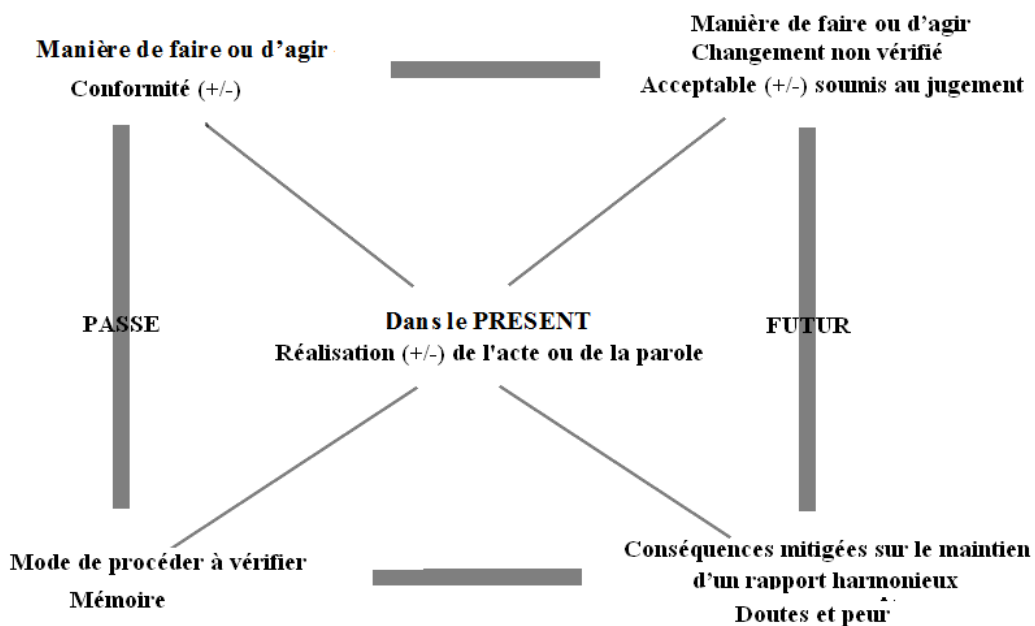 Manière de faire ou d'agir
Conformité (+/-)
Manière de faire ou d'agir
Changement non vérifié
Acceptable (+/-) soumis au jugement
PASSE
Dans le PRESENT
Réalisation (+/-) de l'acte ou de la parole
FUTUR
Mode de procéder à vérifier
Mémoire
Conséquences mitigées sur le maintien
d'un rapport harmonieux
Doutes et peur